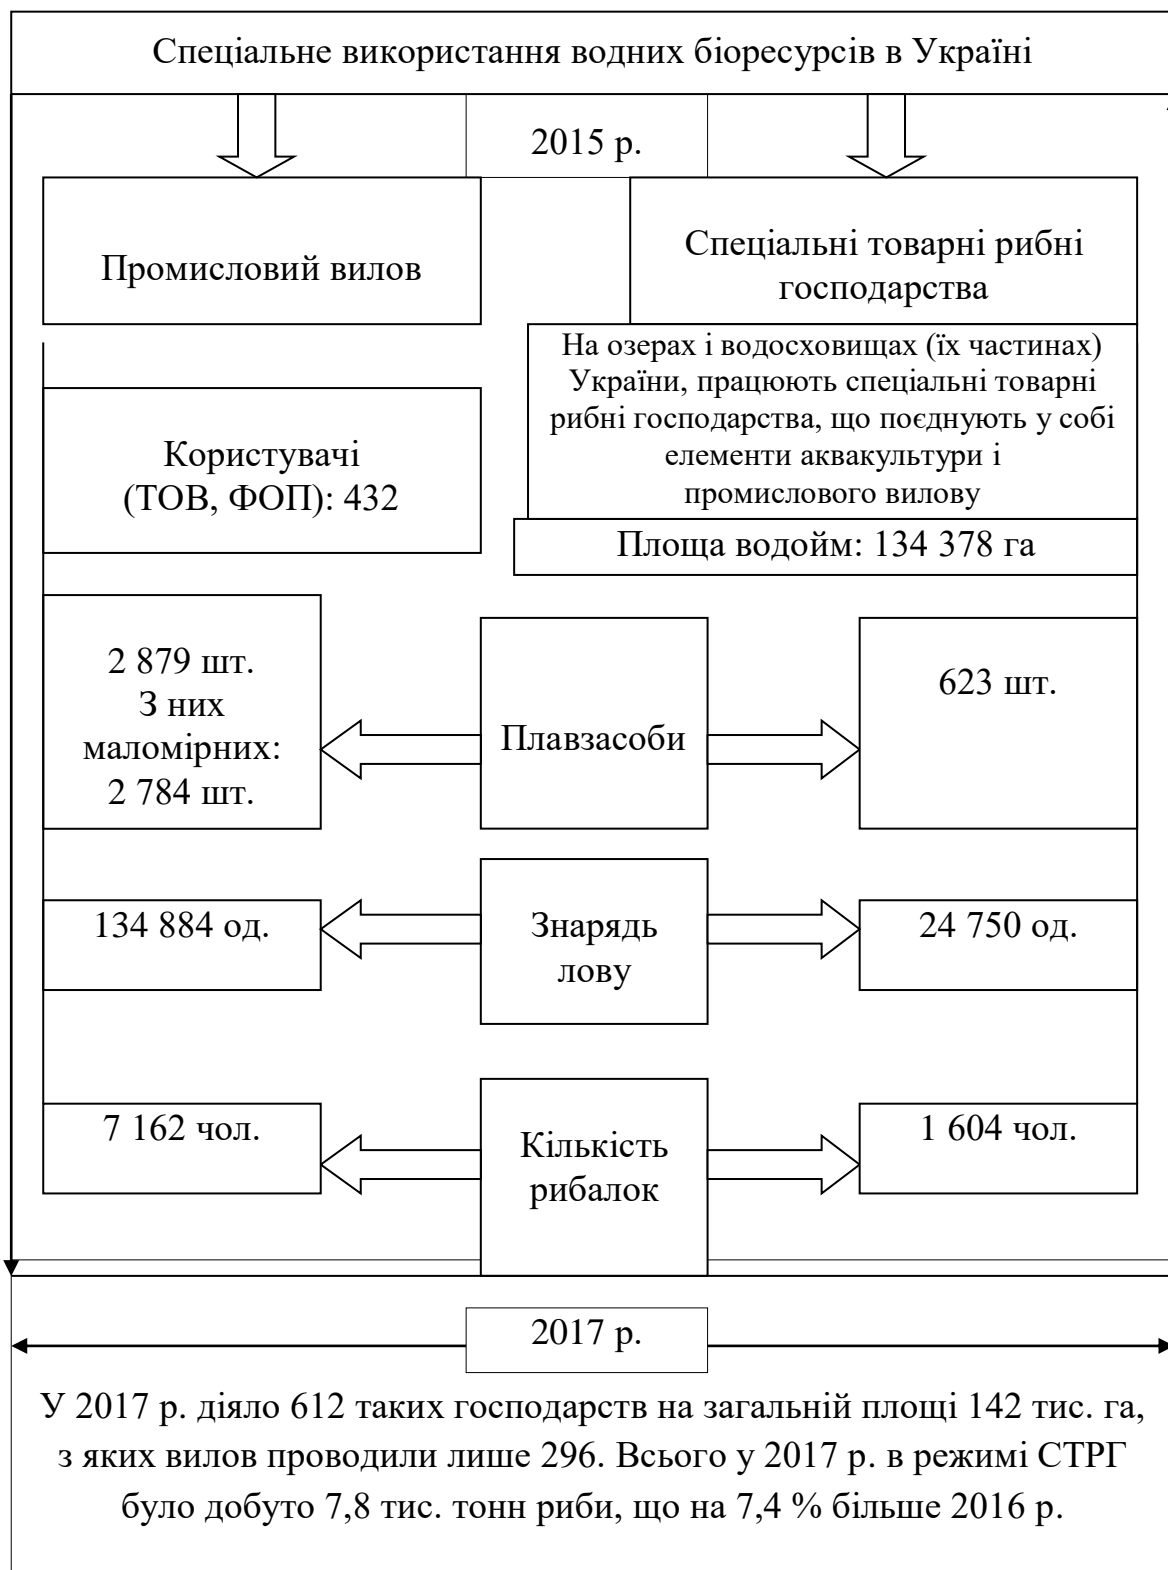 Спеціальне використання водних біоресурсів в Україні
2015 р.
Промисловий вилов
Спеціальні товарні рибні
господарства
На озерах і водосховищах (їх частинах)
України, працюють спеціальні товарні
рибні господарства, що поєднують у собі
елементи аквакультури і
промислового вилову
Користувачі
(ТОВ, ФОП): 432
Площа водойм: 134 378 га
2 879 шт.
З них
маломірних:
2 784 шт.
Плавзасоби
623 шт.
134 884 од.
Знарядь
лову
24 750 од.
7 162 чол.
Кількість
рибалок
1 604 чол.
2017 р.
У 2017 р. діяло 612 таких господарств на загальній площі 142 тис. га,
з яких вилов проводили лише 296. Всього у 2017 р. в режимі СТРГ
було добуто 7,8 тис. тонн риби, що на 7,4 % більше 2016 р.